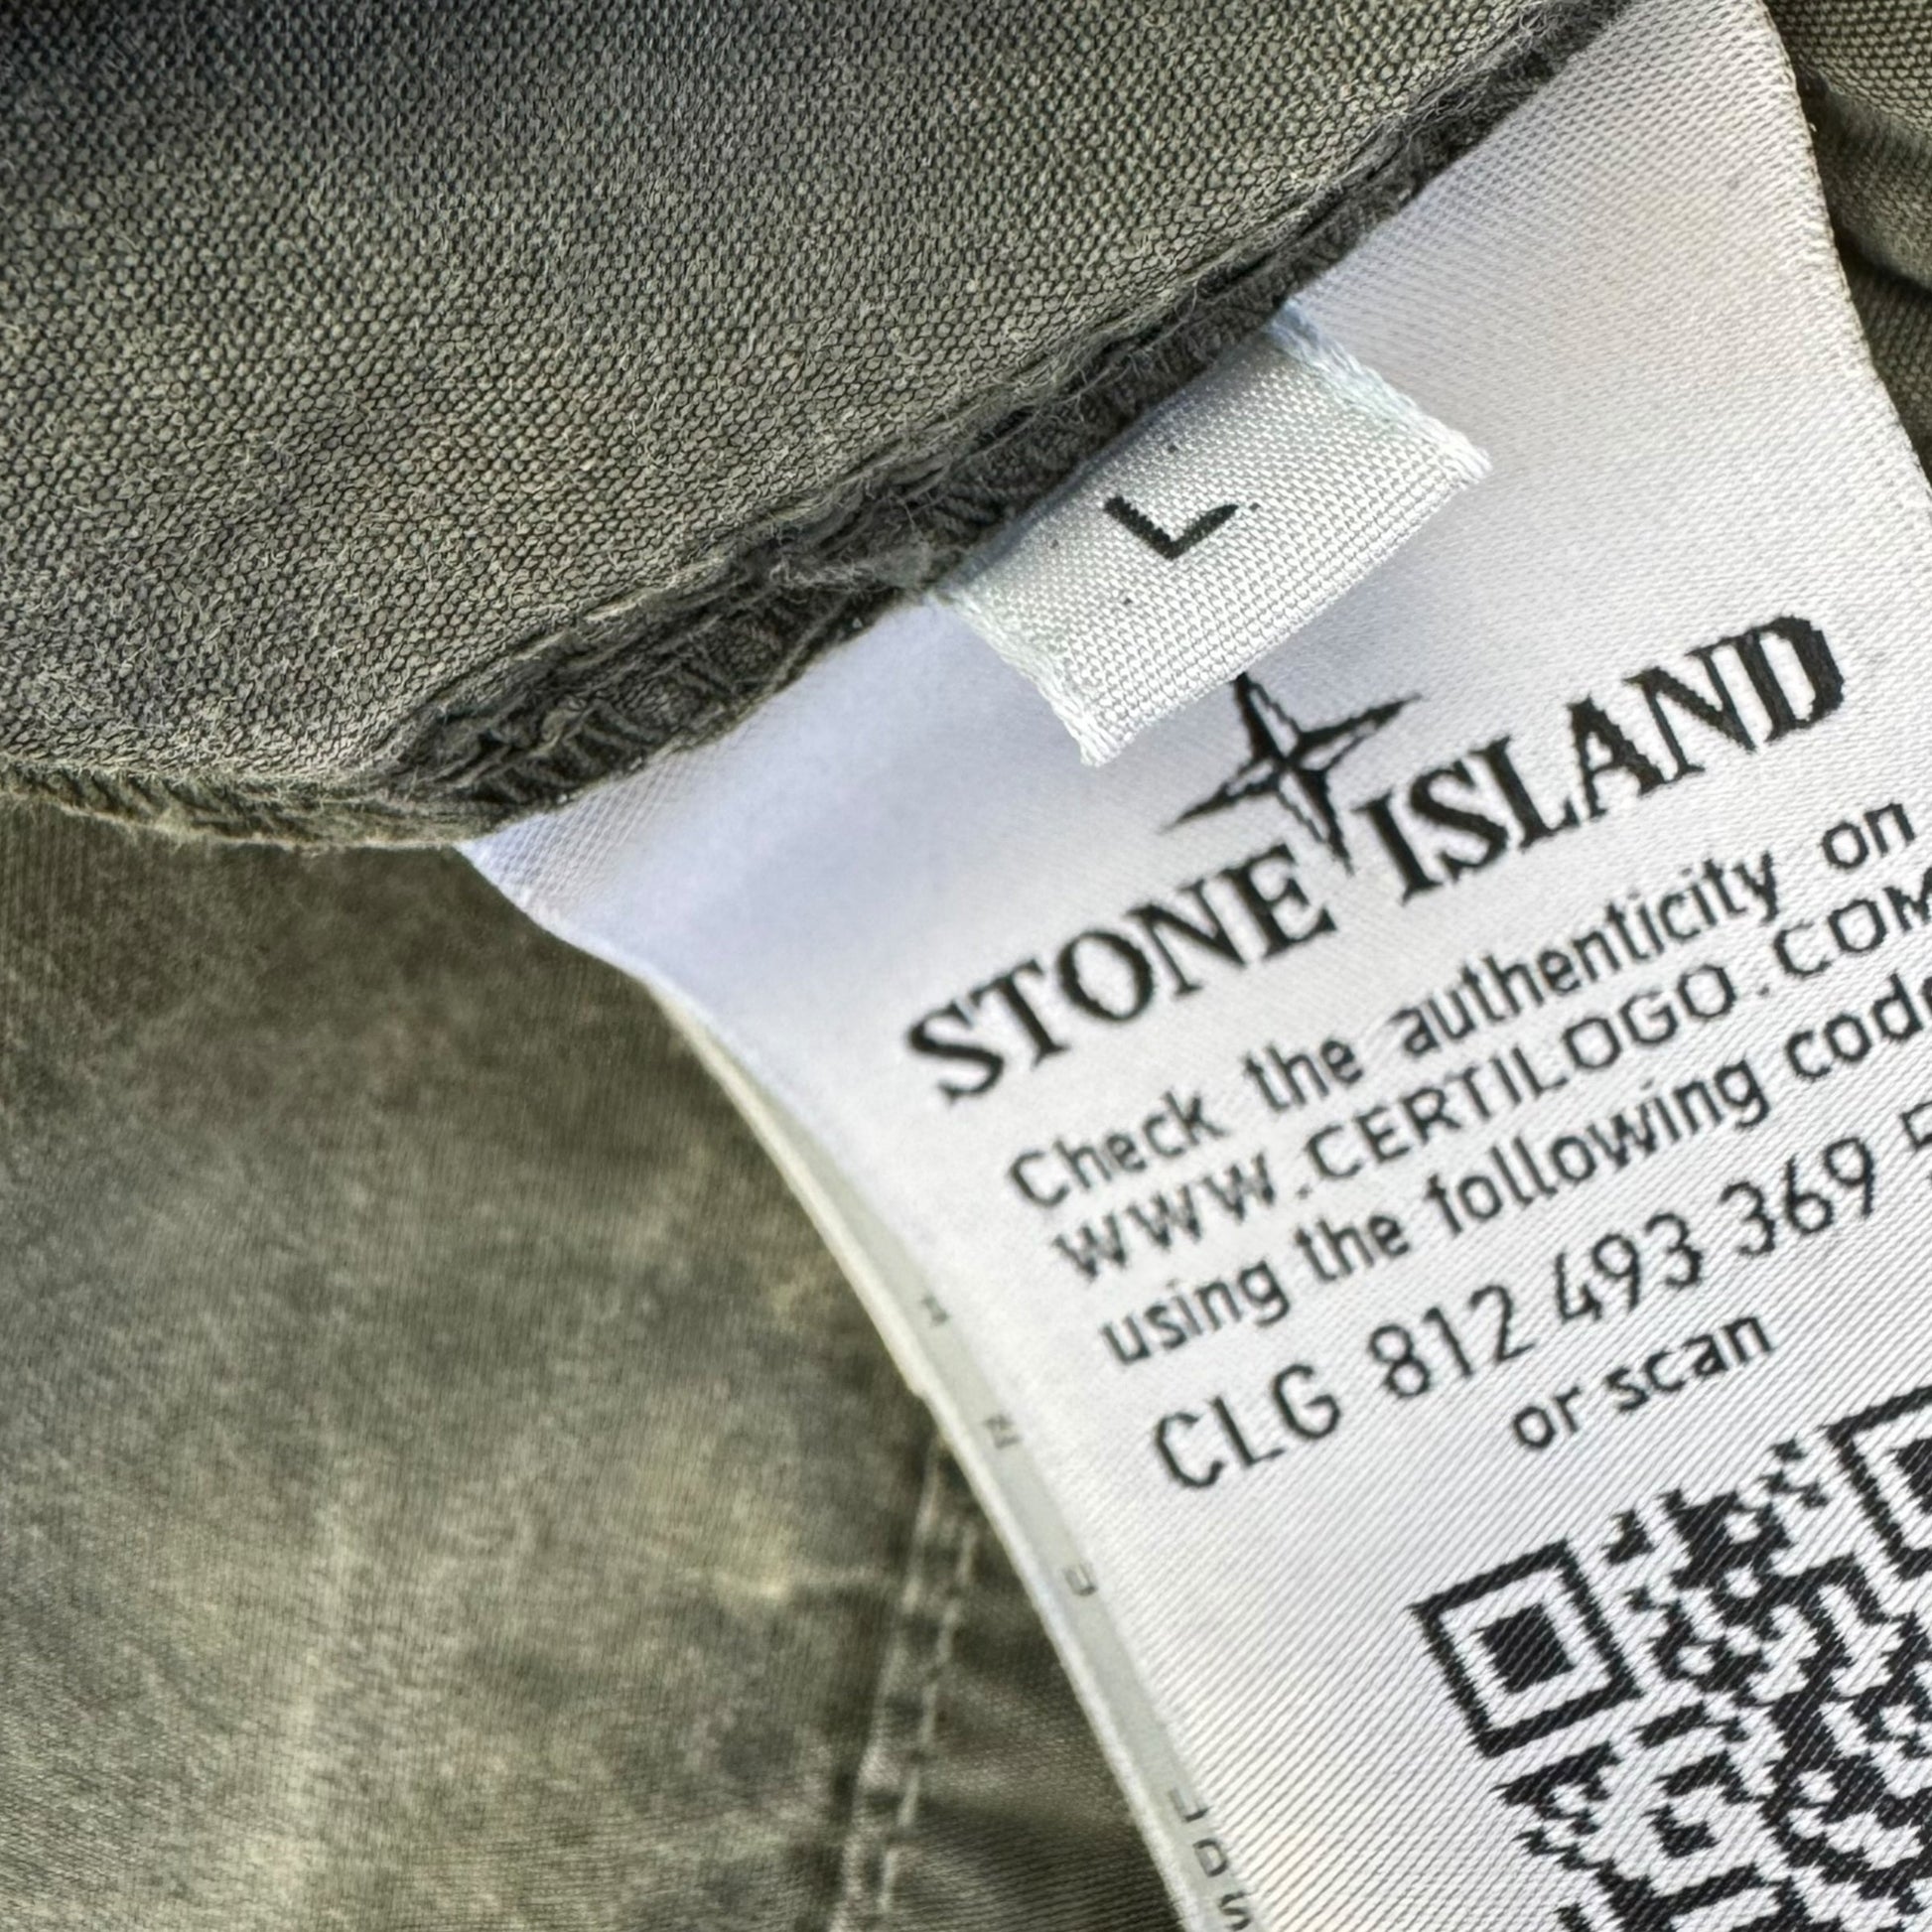 L
STONE ISLAND
Check the authenticity on
WWW.CERTILOGO.COM
using the following code
CLG 812 493 369
or scan